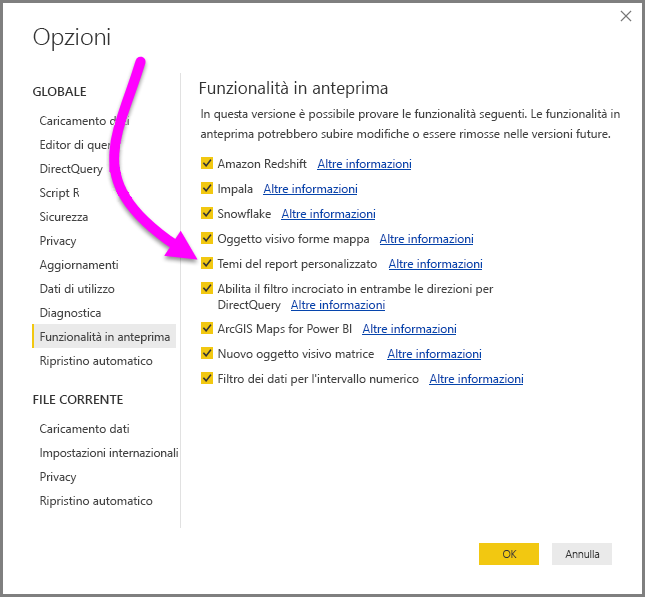 Opzioni
GLOBALE
Caricamento dati
Editor di quer
DirectQuery
Script R
Sicurezza
Privacy
Aggiornamenti
Dati di utilizzo
Diagnostica
Funzionalità in anteprima
Ripristino automatico
FILE CORRENTE
Caricamento dati
Impostazioni internazionali
Privacy
Ripristino automatico
Funzionalità in anteprima
In questa versione è possibile provare le funzionalità seguenti. Le funzionalità in
anteprima potrebbero subire modifiche o essere rimosse nelle versioni future.
Amazon Redshift Altre informazioni
Impala Altre informazioni
Snowflake Altre informazioni
Oggetto visivo forme mappa Altre informazioni
Temi del report personalizzato Altre informazioni
Abilita il filtro incrociato in entrambe le direzioni per
DirectQuery Altre informazioni
ArcGIS Maps for Power BI Altre informazioni
Nuovo oggetto visivo matrice Altre informazioni
Filtro dei dati per l'intervallo numerico Altre informazioni
OK Annulla